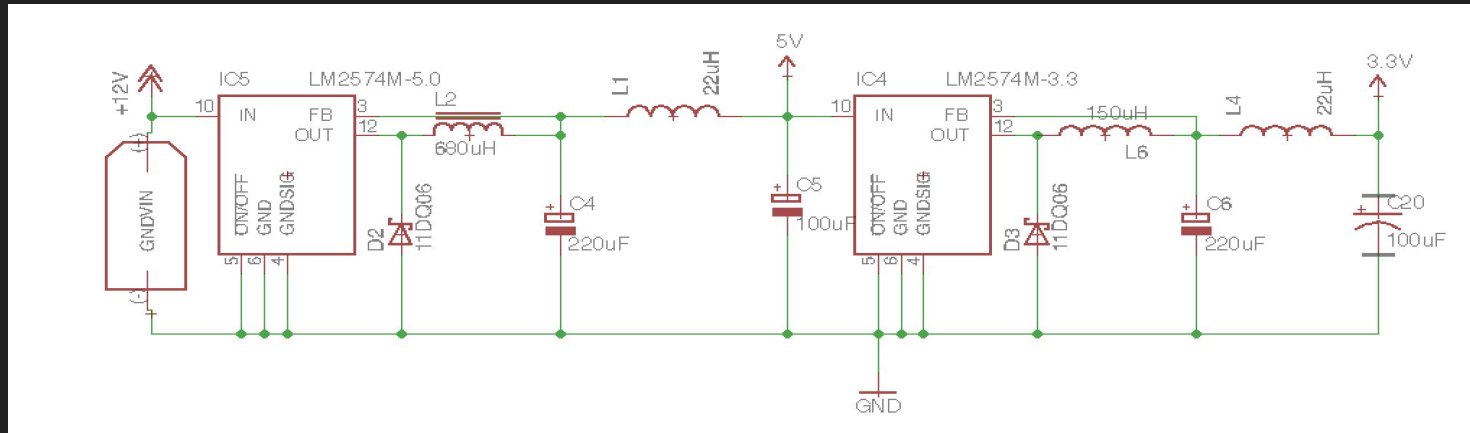 +12V
GNDVIN
(+)
(-)
IC5
LM2574M-5.0
10
IN
FB
3
OUT
12
ON/OFF
GND
GNDSIG
5
6
4
L2
680uH
D2
11DQ06
C4
220uF
L1
22uH
5V
C5
100uF
IC4
LM2574M-3.3
10
IN
FB
3
OUT
12
ON/OFF
GND
GNDSIG
5
6
4
GND
150uH
L6
D3
11DQ06
C6
220uF
L4
22uH
3.3V
C20
100uF